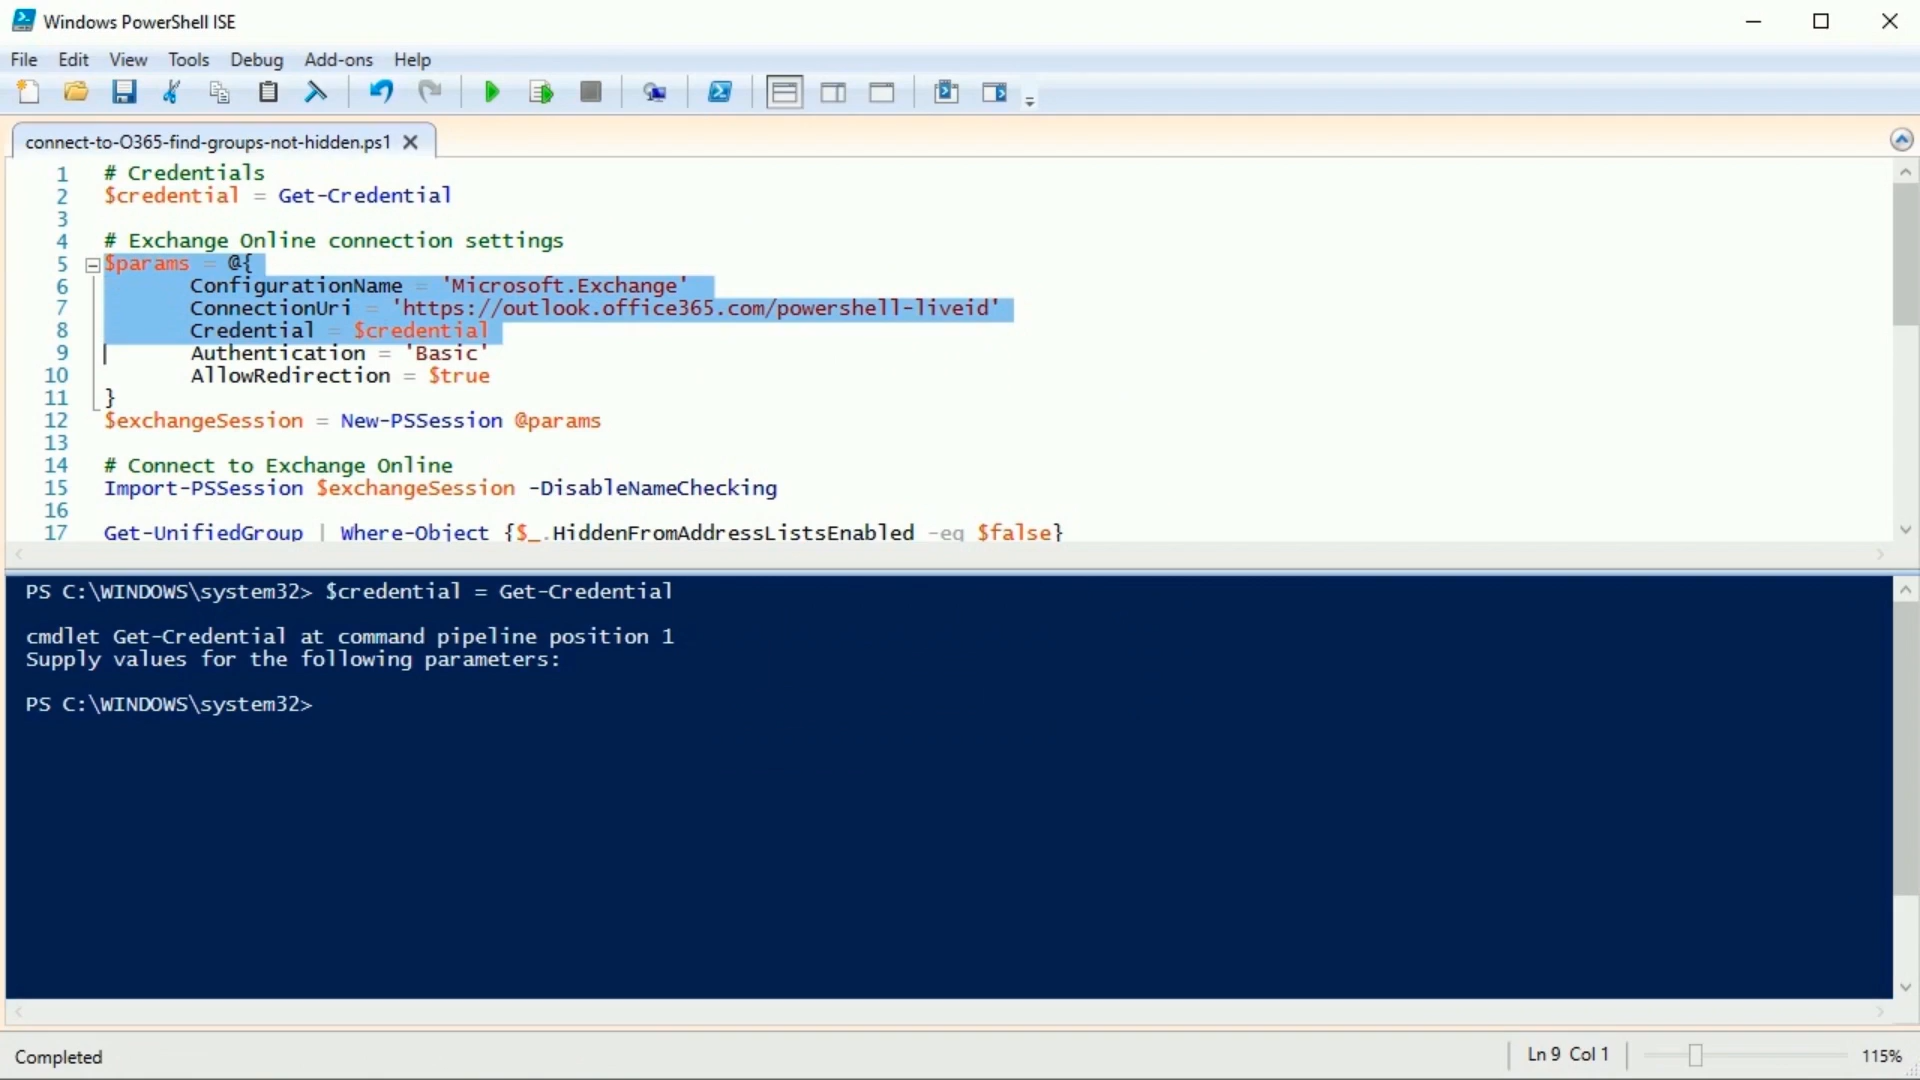 Windows PowerShell ISE
File Edit View Tools Debug Add-ons Help
connect-to-O365-find-groups-not-hidden.ps1
1 # Credentials
2 $credential = Get-Credential
3
4 # Exchange Online connection settings
5 $params = @{
6 ConfigurationName = 'Microsoft.Exchange'
7 ConnectionUri = 'https://outlook.office365.com/powershell-liveid'
8 Credential = $credential
9 Authentication = 'Basic'
10 AllowRedirection = $true
11 }
12 $exchangeSession = New-PSSession @params
13
14 # Connect to Exchange Online
15 Import-PSSession $exchangeSession -DisableNameChecking
16
17 Get-UnifiedGroup | Where-Object {$_.HiddenFromAddressListsEnabled -eq $false}
PS C:\WINDOWS\system32> $credential = Get-Credential
cmdlet Get-Credential at command pipeline position 1
Supply values for the following parameters:
PS C:\WINDOWS\system32>
Completed Ln 9 Col 1 115%